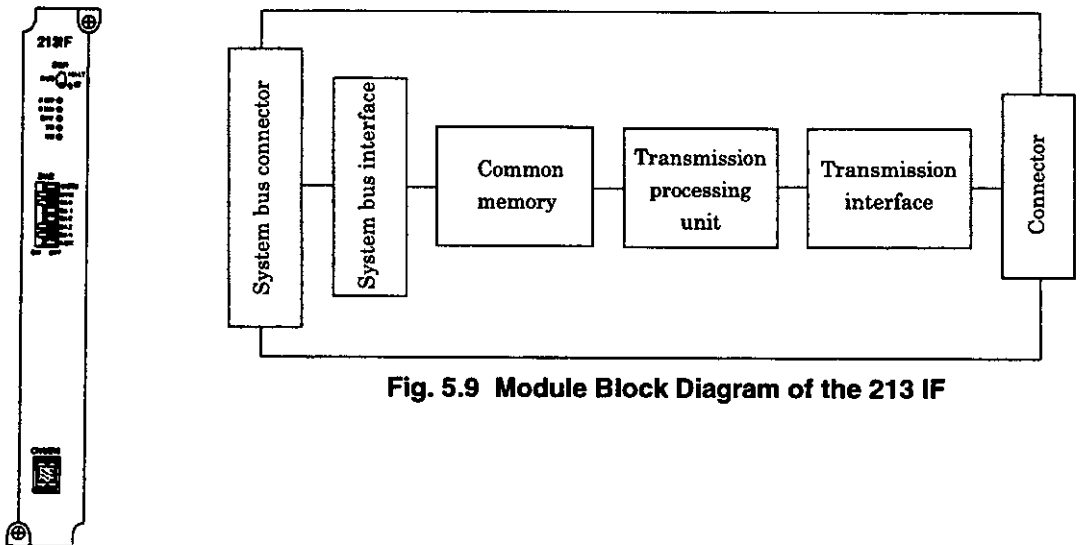 213IF
System bus connector
System bus interface
Common
memory
Transmission
processing
unit
Transmission
interface
Connector
Fig. 5.9 Module Block Diagram of the 213 IF